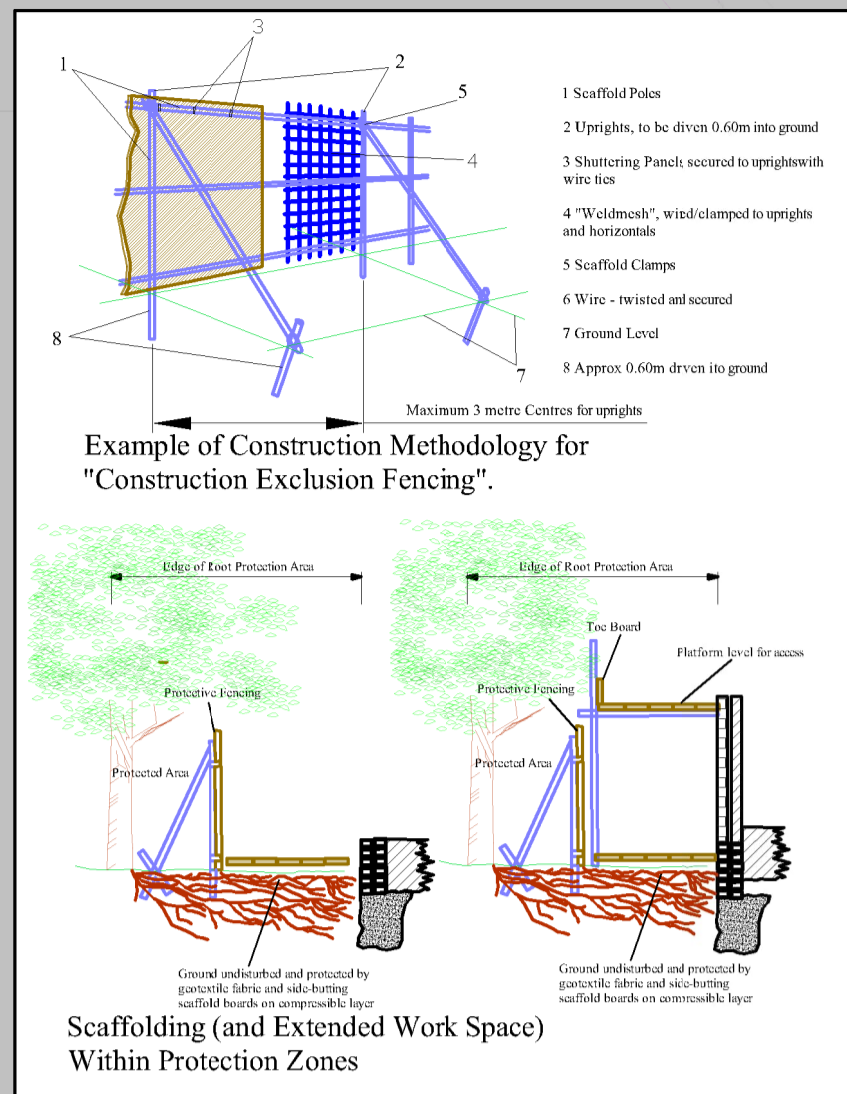 3
1
2
5
4
8
7
1 Scaffold Poles
2 Uprights, to be diven 0.60m into ground
3 Shuttering Panels secured to uprightswith
wire ties
4 "Weldmesh", wired/clamped to uprights
and horizontals
5 Scaffold Clamps
6 Wire - twisted and secured
7 Ground Level
8 Approx 0.60m drven ito ground
Maximum 3 metre Centres for uprights
Example of Construction Methodology for
"Construction Exclusion Fencing".
Edge of Root Protection Area
Protective Fencing
Protected Area
Ground undisturbed and protected by
geotextile fabric and side-butting
scaffold boards on compressible layer
Edge of Root Protection Area
Toe Board
Platform level for access
Protective Fencing
Protected Area
Ground undisturbed and protected by
geotextile fabric and side-butting
scaffold boards on compressible layer
Scaffolding (and Extended Work Space)
Within Protection Zones